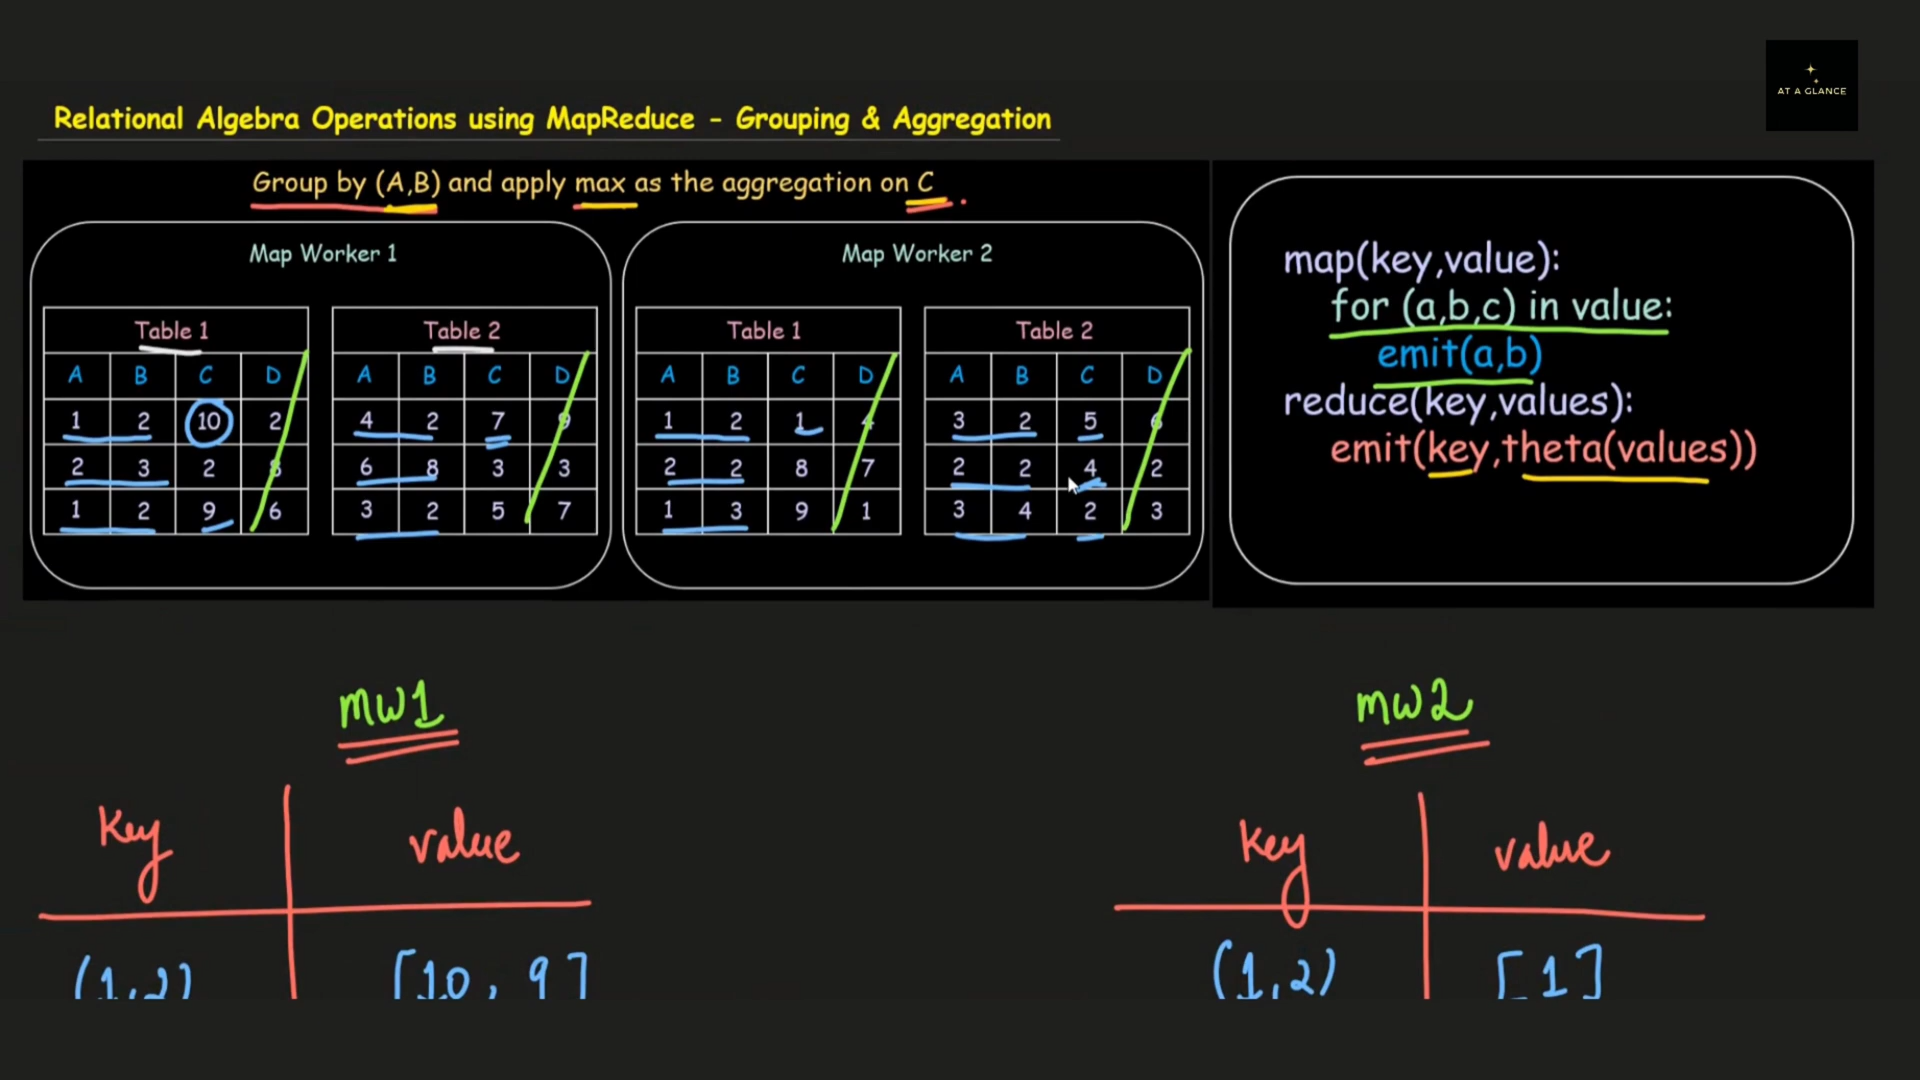 AT A GLANCE
Relational Algebra Operations using MapReduce - Grouping & Aggregation
Group by (A,B) and apply max as the aggregation on C
Map Worker 1
Table 1
A B C D
1 2 10 2
2 3 2 8
1 2 9 6
Table 2
A B C D
4 2 7 9
6 8 3 3
3 2 5 7
Map Worker 2
Table 1
A B C D
1 2 1 4
2 2 8 7
1 3 9 1
Table 2
A B C D
3 2 5 6
2 2 4 2
3 4 2 3
map(key,value):
for (a,b,c) in value:
emit(a,b)
reduce(key,values):
emit(key,theta(values))
mw1
Key value
(1,2) [10, 9]
mw2
Key value
(1,2) [1]